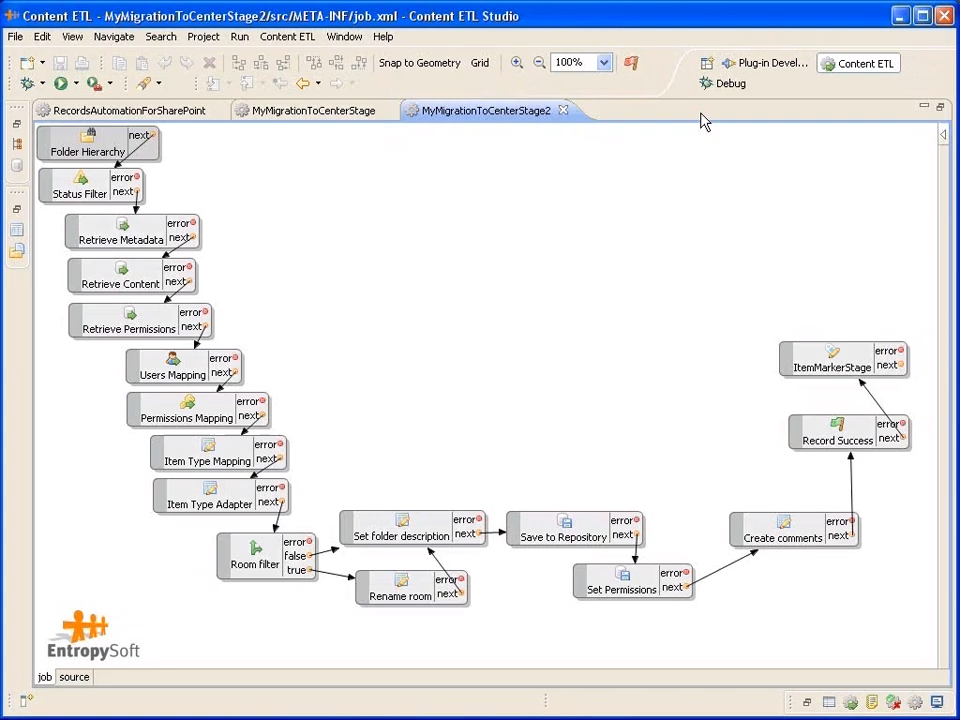 Content ETL - MyMigrationToCenterStage2/src/META-INF/job.xml - Content ETL Studio
File Edit View Navigate Search Project Run Content ETL Window Help
Snap to Geometry Grid 100% Plug-in Devel... Content ETL
Debug
RecordsAutomationForSharePoint MyMigrationToCenterStage MyMigrationToCenterStage2
next
Folder Hierarchy
error
next
Status Filter
error
next
Retrieve Metadata
error
next
Retrieve Content
error
next
Retrieve Permissions
error
next
Users Mapping
error
next
Permissions Mapping
error
next
Item Type Mapping
error
next
Item Type Adapter
error
false
true
Room filter
error
next
Set folder description
error
next
Rename room
error
next
Save to Repository
error
next
Set Permissions
error
next
Create comments
error
next
Record Success
error
next
ItemMarkerStage
EntropySoft
job source